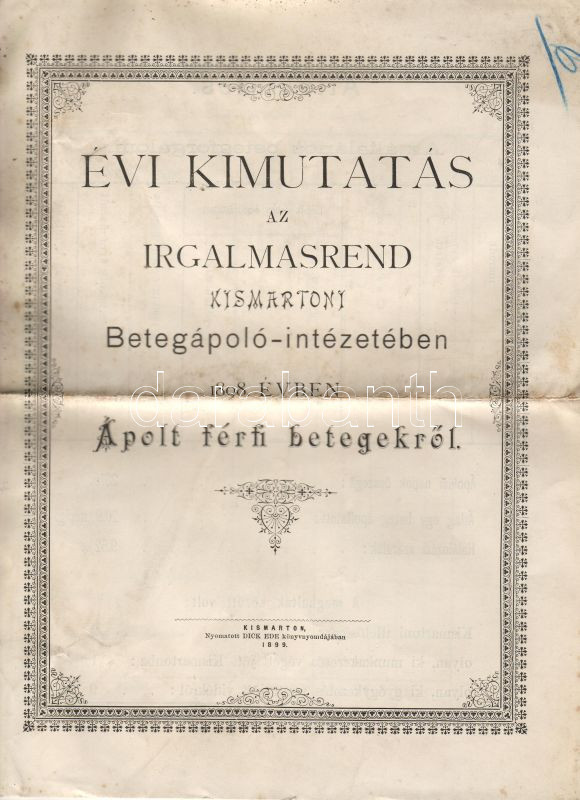 ÉVI KIMUTATÁS
AZ
IRGALMASREND
KISMARTONI
Betegápoló-intézetében
1898. ÉVBEN
Ápolt férfi betegekről.
KISMARTON,
Nyomatott DICK EDE könyvnyomdájában
1899.